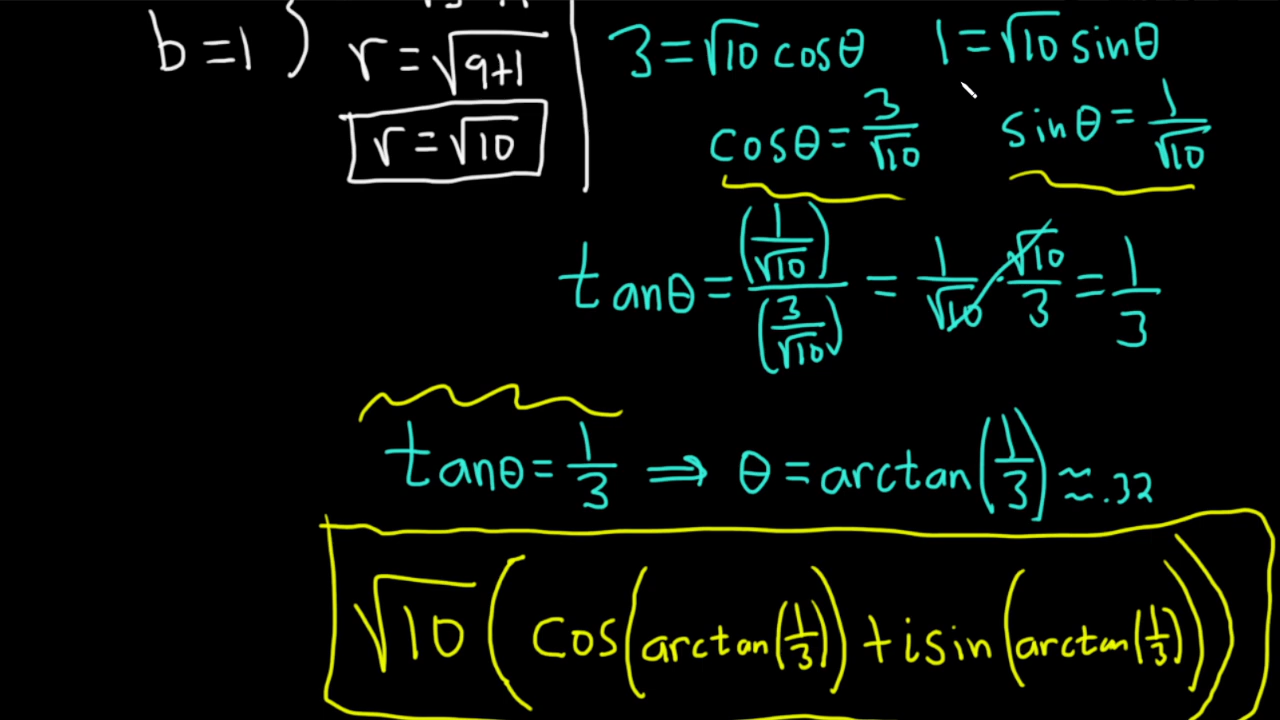 b=1) r=√(9+1)
r=√10
3=√10 cosθ 1=√10 sinθ
cosθ=3/√10 sinθ=1/√10
tanθ=(1/√10)/(3/√10)=1/√10·√10/3=1/3
tanθ=1/3 ⇒ θ=arctan(1/3)≈.32
√10(cos(arctan(1/3))+isin(arctan(1/3)))